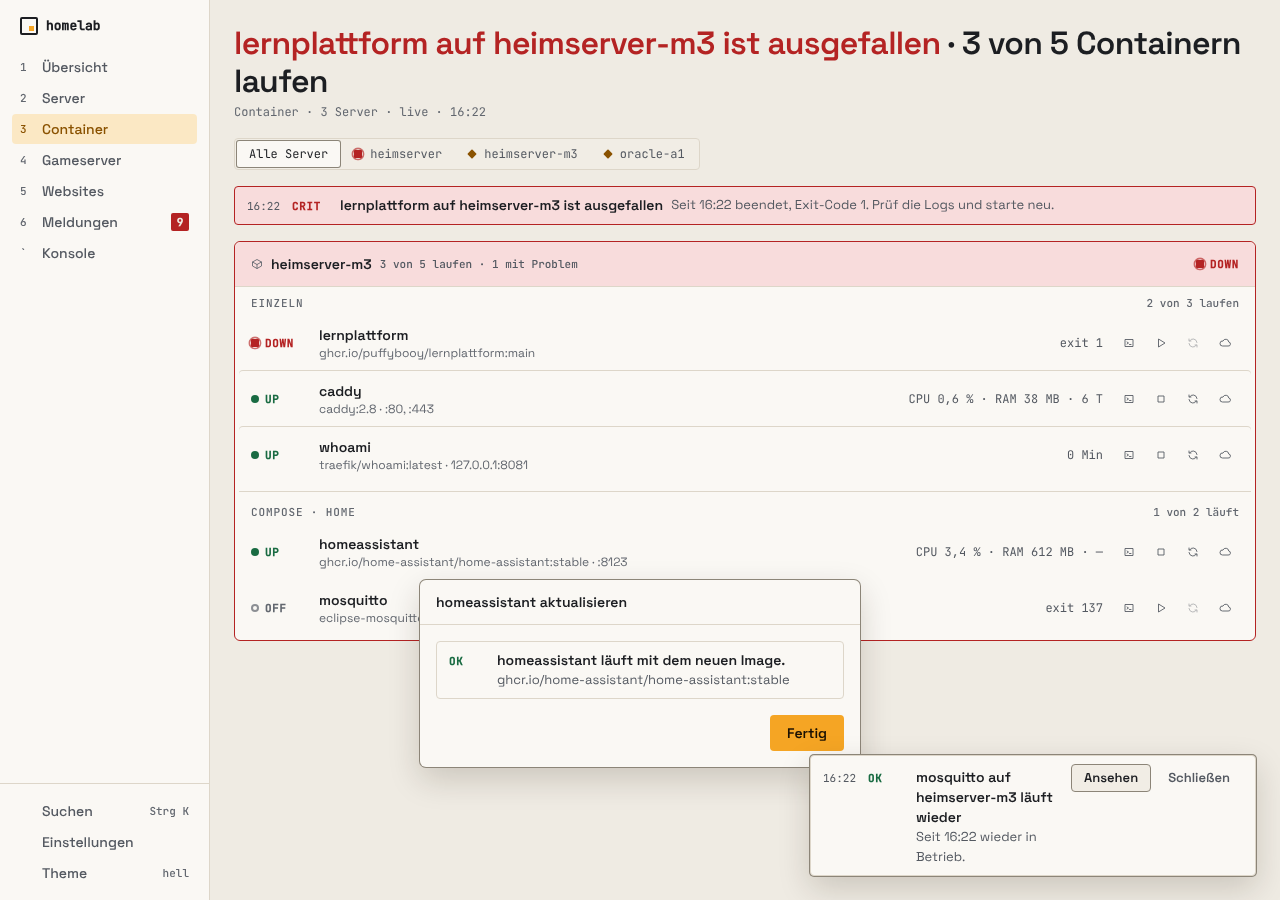 homelab
1 Übersicht
2 Server
3 Container
4 Gameserver
5 Websites
6 Meldungen 9
` Konsole
Suchen Strg K
Einstellungen
Theme hell
lernplattform auf heimserver-m3 ist ausgefallen · 3 von 5 Containern
laufen
Container · 3 Server · live · 16:22
Alle Server heimserver heimserver-m3 oracle-a1
16:22 CRIT lernplattform auf heimserver-m3 ist ausgefallen Seit 16:22 beendet, Exit-Code 1. Prüf die Logs und starte neu.
heimserver-m3 3 von 5 laufen · 1 mit Problem DOWN
EINZELN 2 von 3 laufen
DOWN lernplattform exit 1
ghcr.io/puffybooy/lernplattform:main
UP caddy CPU 0,6 % · RAM 38 MB · 6 T
caddy:2.8 · :80, :443
UP whoami 0 Min
traefik/whoami:latest · 127.0.0.1:8081
COMPOSE · HOME 1 von 2 läuft
UP homeassistant CPU 3,4 % · RAM 612 MB · —
ghcr.io/home-assistant/home-assistant:stable · :8123
OFF mosquitto exit 137
eclipse-mosquitto
homeassistant aktualisieren
OK homeassistant läuft mit dem neuen Image.
ghcr.io/home-assistant/home-assistant:stable
Fertig
16:22 OK mosquitto auf Ansehen Schließen
heimserver-m3 läuft
wieder
Seit 16:22 wieder in
Betrieb.